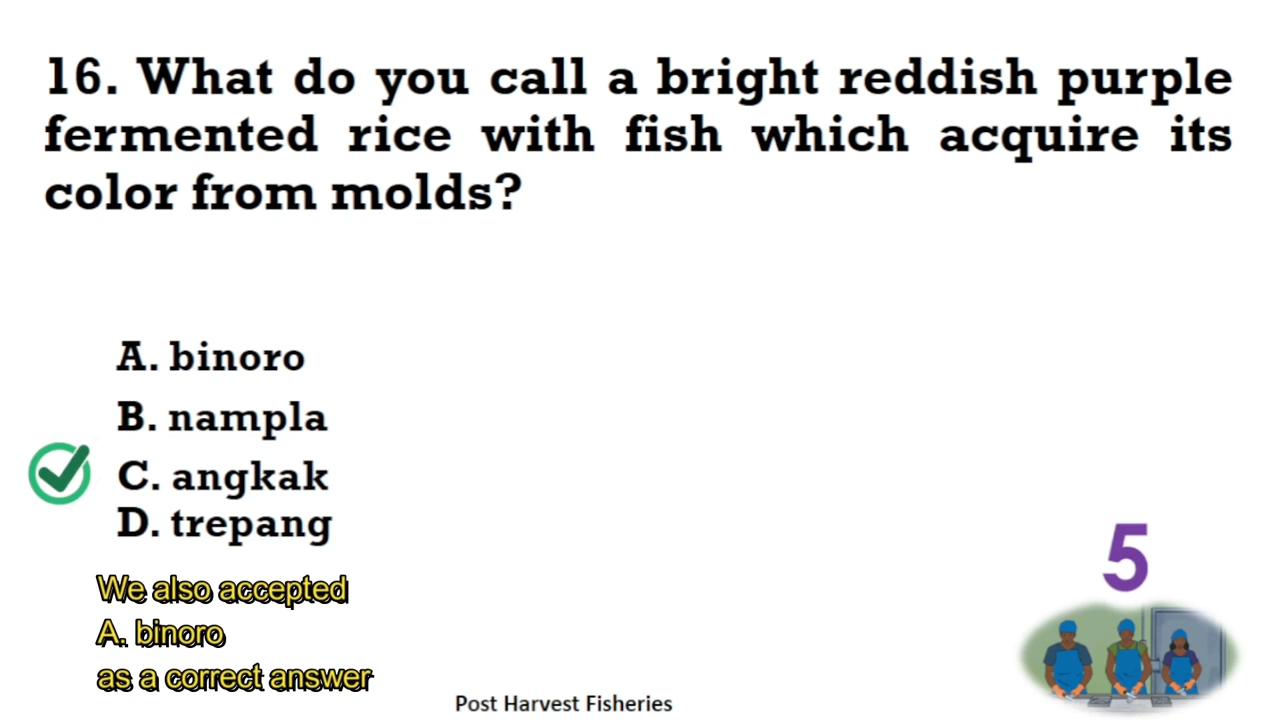 16. What do you call a bright reddish purple
fermented rice with fish which acquire its
color from molds?
A. binoro
B. nampla
C. angkak
D. trepang
We also accepted
A. binoro
as a correct answer
5
Post Harvest Fisheries